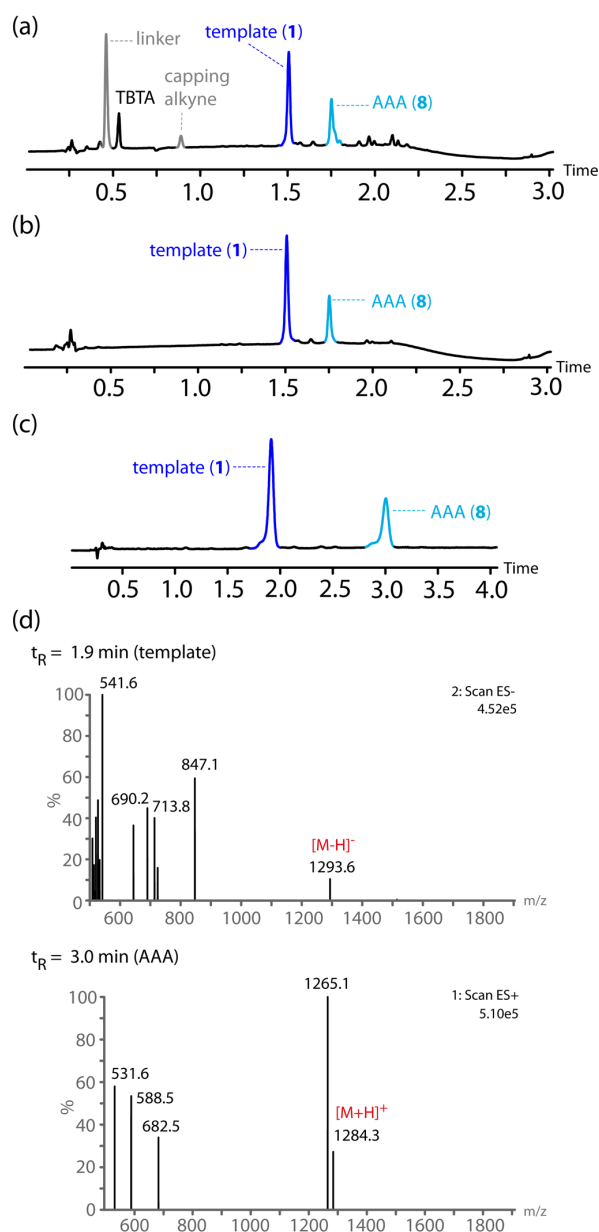 (a)
linker
template (1)
TBTA
capping
alkyne
AAA (8)
Time
0.5 1.0 1.5 2.0 2.5 3.0
(b)
template (1)
AAA (8)
Time
0.5 1.0 1.5 2.0 2.5 3.0
(c)
template (1)
AAA (8)
Time
0.5 1.0 1.5 2.0 2.5 3.0 3.5 4.0
(d)
tR = 1.9 min (template)
100
80
60
40
20
0
%
541.6
690.2
713.8
847.1
[M-H]-
1293.6
2: Scan ES-
4.52e5
600 800 1000 1200 1400 1600 1800 m/z
tR = 3.0 min (AAA)
100
80
60
40
20
0
%
531.6
588.5
682.5
1265.1
[M+H]+
1284.3
1: Scan ES+
5.10e5
600 800 1000 1200 1400 1600 1800 m/z